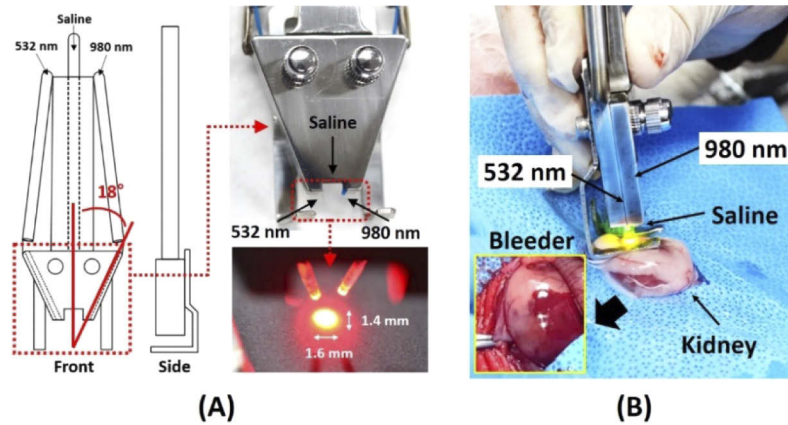 Saline
532 nm
980 nm
18°
Front
Side
Saline
532 nm
980 nm
1.4 mm
1.6 mm
(A)
532 nm
980 nm
Saline
Bleeder
Kidney
(B)